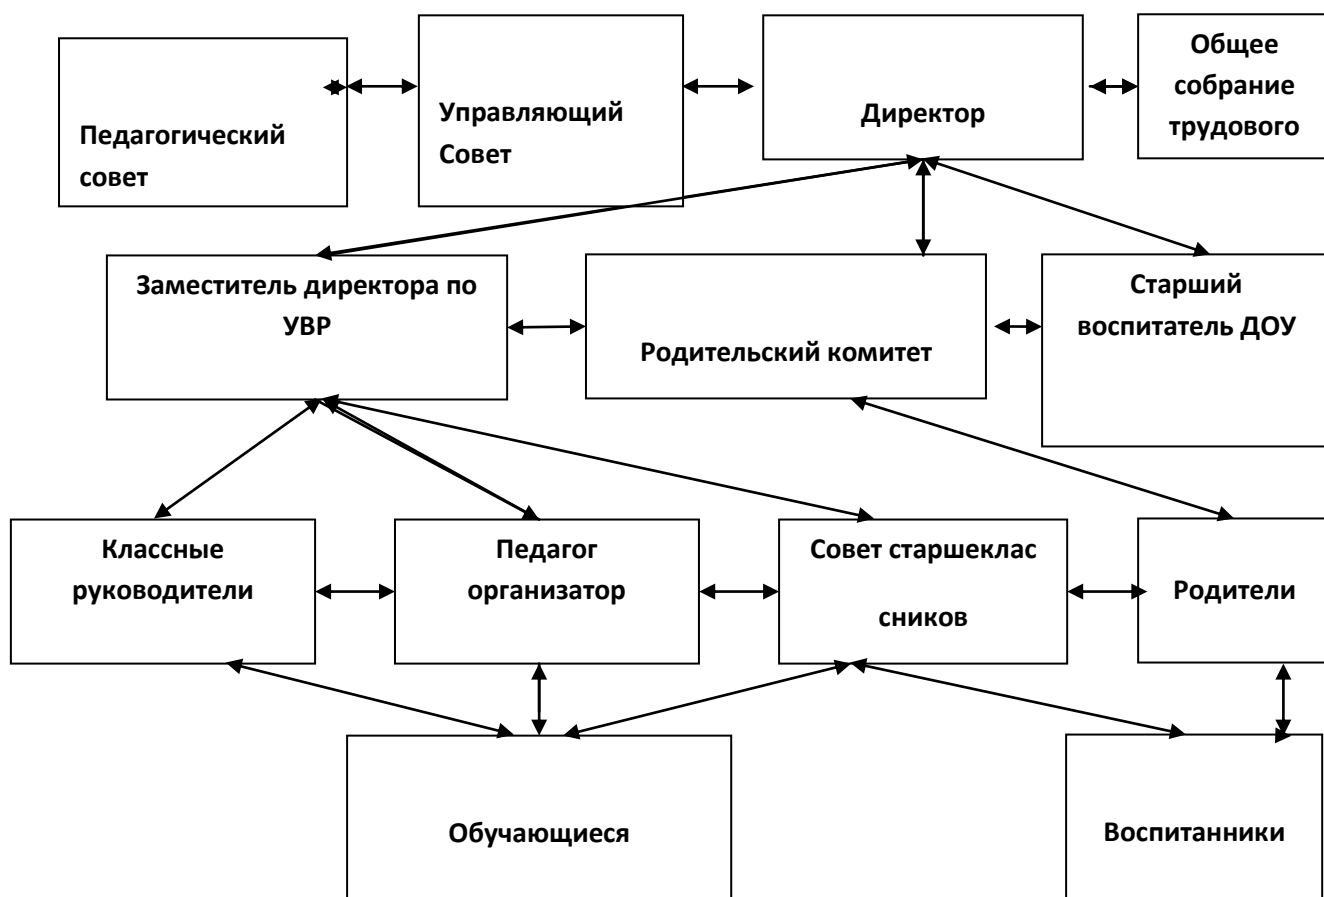 Педагогический
совет
Управляющий
Совет
Директор
Общее
собрание
трудового
Заместитель директора по
УВР
Родительский комитет
Старший
воспитатель ДОУ
Классные
руководители
Педагог
организатор
Совет старшеклас
сников
Родители
Обучающиеся
Воспитанники